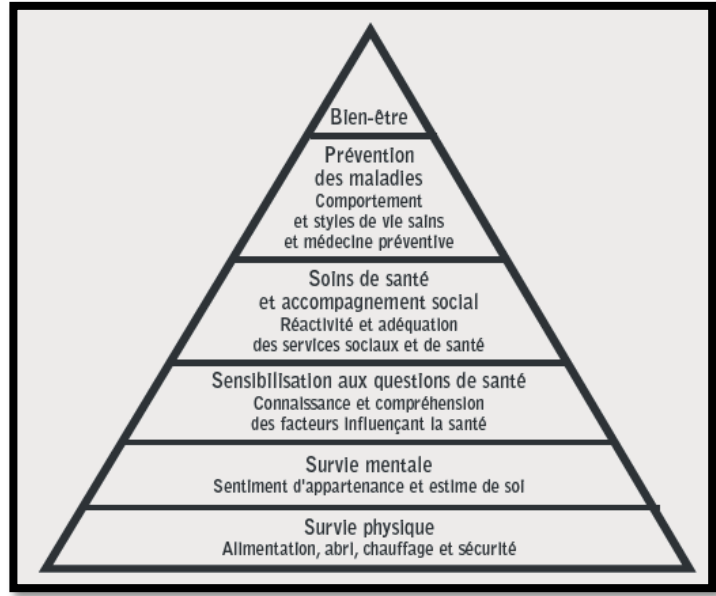 Bien-être
Prévention
des maladies
Comportement
et styles de vie sains
et médecine préventive
Soins de santé
et accompagnement social
Réactivité et adéquation
des services sociaux et de santé
Sensibilisation aux questions de santé
Connaissance et compréhension
des facteurs influençant la santé
Survie mentale
Sentiment d'appartenance et estime de soi
Survie physique
Alimentation, abri, chauffage et sécurité